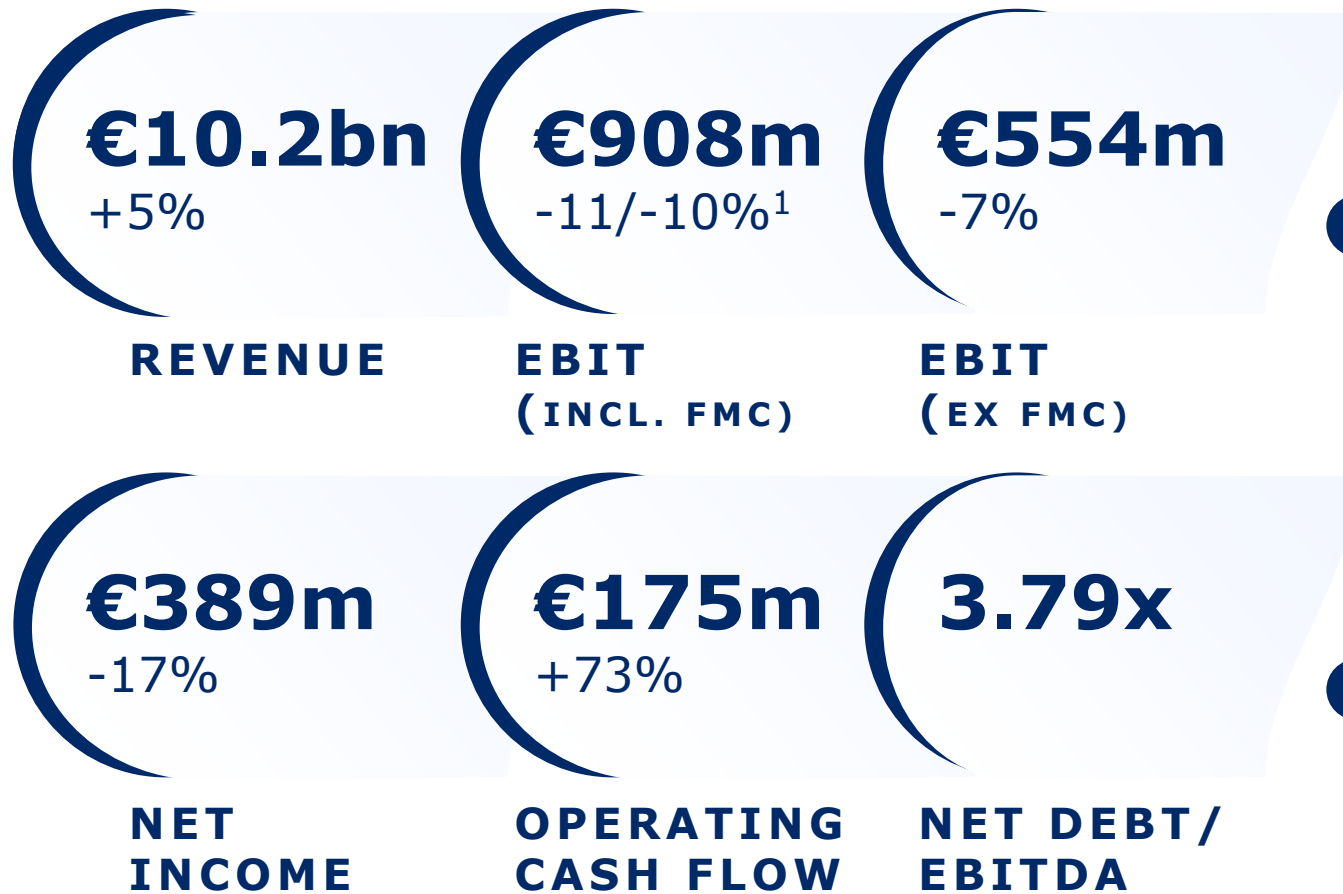 €10.2bn
+5%
REVENUE
€908m
-11/-10%¹
EBIT
(INCL. FMC)
€554m
-7%
EBIT
(EX FMC)
€389m
-17%
NET
INCOME
€175m
+73%
OPERATING
CASH FLOW
3.79x
NET DEBT/
EBITDA